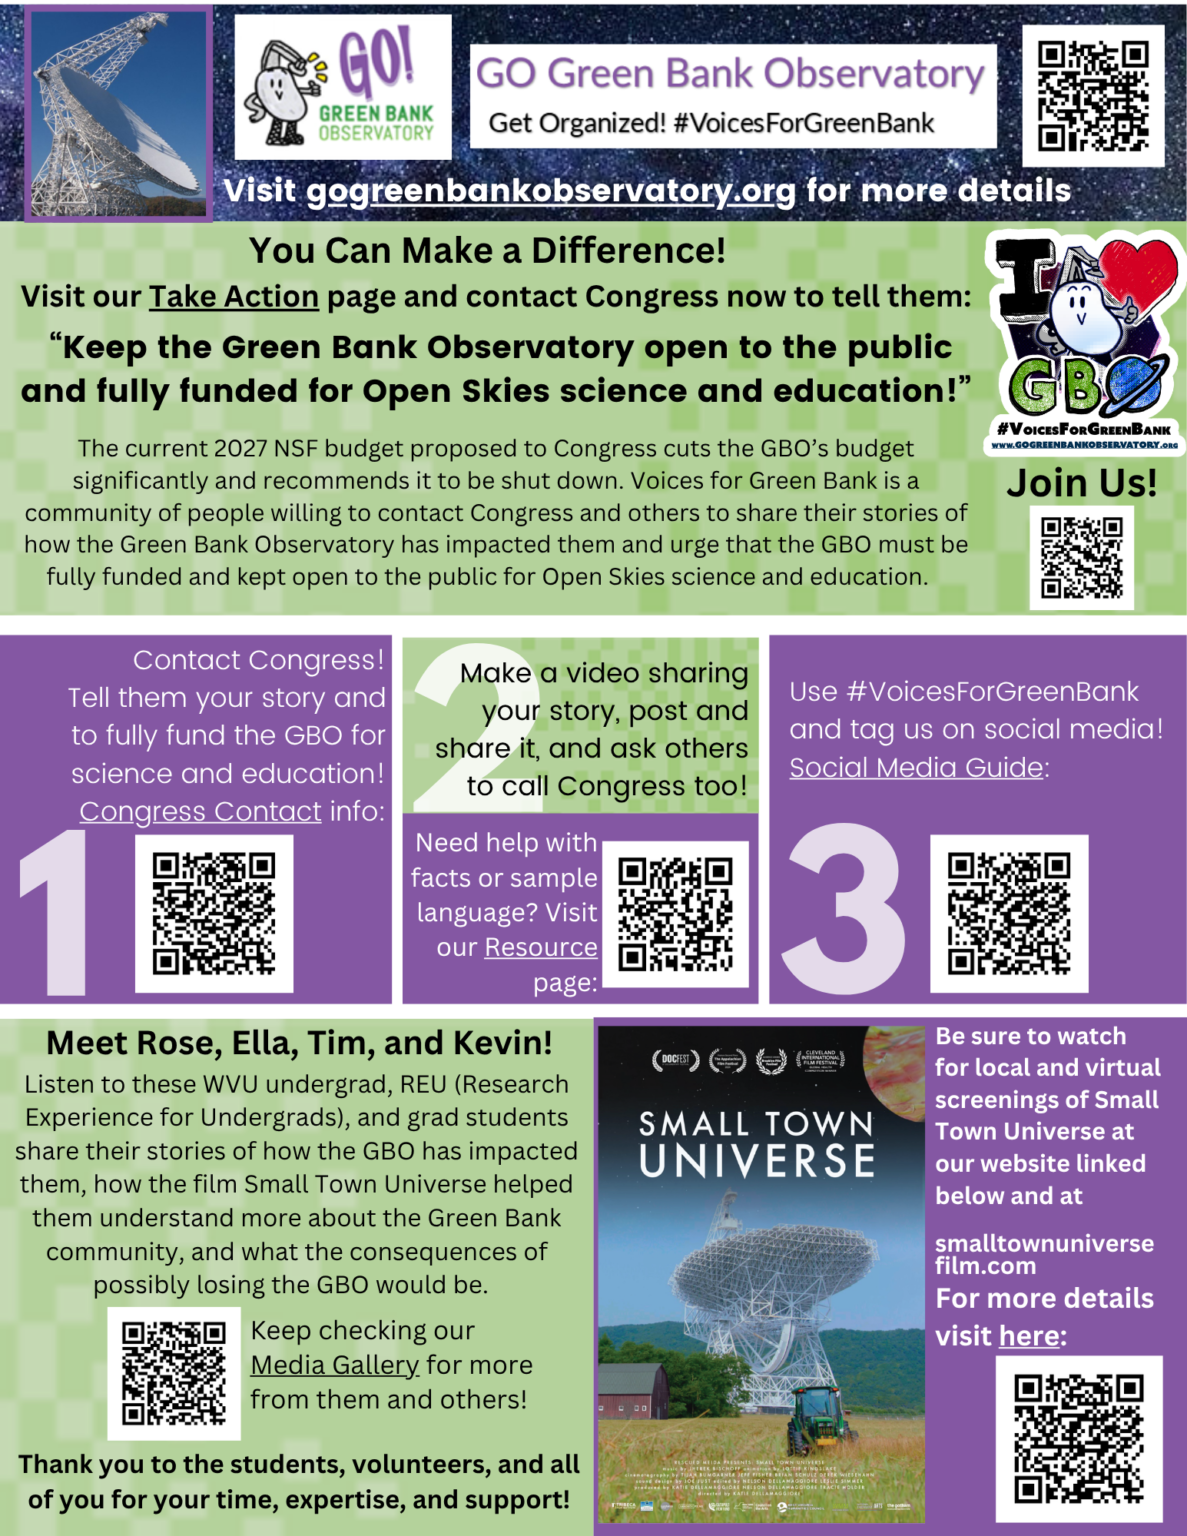 GO!
GREEN BANK
OBSERVATORY
GO Green Bank Observatory
Get Organized! #VoicesForGreenBank
Visit gogreenbankobservatory.org for more details
You Can Make a Difference!
Visit our Take Action page and contact Congress now to tell them:
“Keep the Green Bank Observatory open to the public
and fully funded for Open Skies science and education!”
I
GBO
#VoicesForGreenBank
www.gogreenbankobservatory.org
The current 2027 NSF budget proposed to Congress cuts the GBO’s budget
significantly and recommends it to be shut down. Voices for Green Bank is a
community of people willing to contact Congress and others to share their stories of
how the Green Bank Observatory has impacted them and urge that the GBO must be
fully funded and kept open to the public for Open Skies science and education.
Join Us!
Contact Congress!
Tell them your story and
to fully fund the GBO for
science and education!
Congress Contact info:
1
2
Make a video sharing
your story, post and
share it, and ask others
to call Congress too!
Need help with
facts or sample
language? Visit
our Resource
page:
Use #VoicesForGreenBank
and tag us on social media!
Social Media Guide:
3
Meet Rose, Ella, Tim, and Kevin!
Listen to these WVU undergrad, REU (Research
Experience for Undergrads), and grad students
share their stories of how the GBO has impacted
them, how the film Small Town Universe helped
them understand more about the Green Bank
community, and what the consequences of
possibly losing the GBO would be.
Keep checking our
Media Gallery for more
from them and others!
Thank you to the students, volunteers, and all
of you for your time, expertise, and support!
DOCFEST
CLEVELAND
INTERNATIONAL
FILM FESTIVAL
SMALL TOWN
UNIVERSE
Be sure to watch
for local and virtual
screenings of Small
Town Universe at
our website linked
below and at
smalltownuniverse
film.com
For more details
visit here: